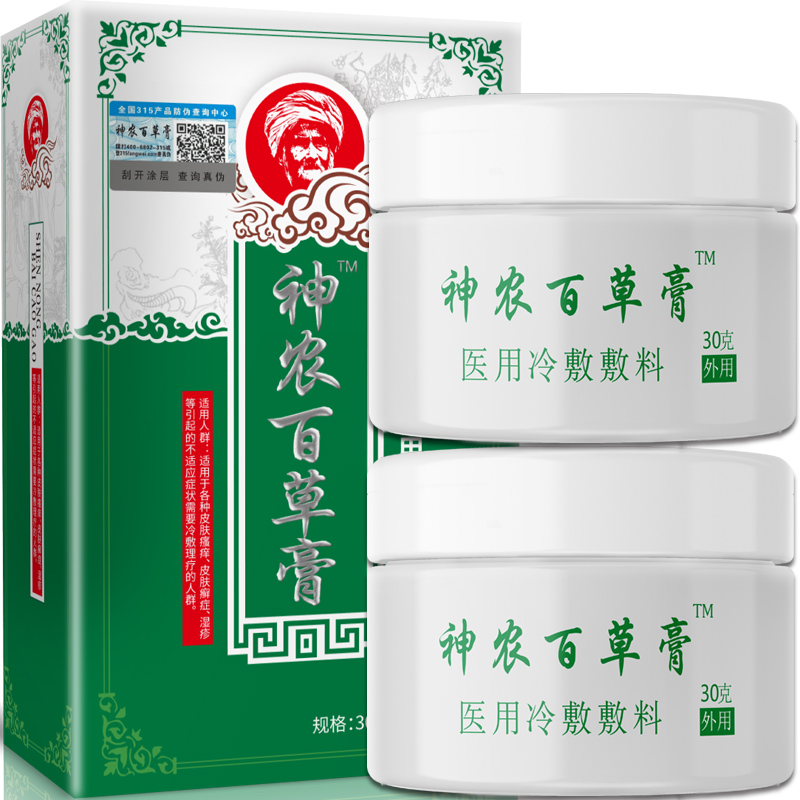 全国315产品防伪查询中心
神农百草膏
刮开涂层 查询真伪
SHEN NONG
BAI CAO GAO
神农百草膏
TM
适用人群:适用于各种皮肤瘙痒、皮肤癣症、湿疹
等引起的不适应症状需要冷敷理疗的人群。
规格:30
神农百草膏
TM
医用冷敷敷料
30克
外用
神农百草膏
TM
医用冷敷敷料
30克
外用